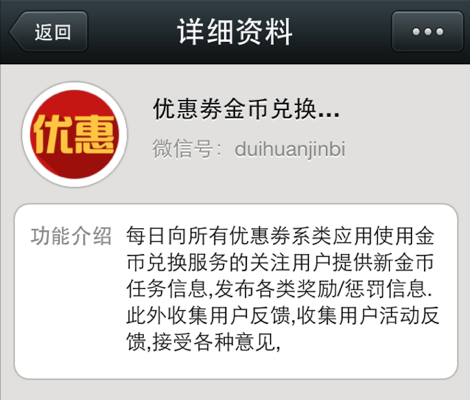 返回
详细资料
优惠
优惠劵金币兑换...
微信号：duihuanjinbi
功能介绍
每日向所有优惠券系类应用使用金
币兑换服务的关注用户提供新金币
任务信息,发布各类奖励/惩罚信息.
此外收集用户反馈,收集用户活动反
馈,接受各种意见,